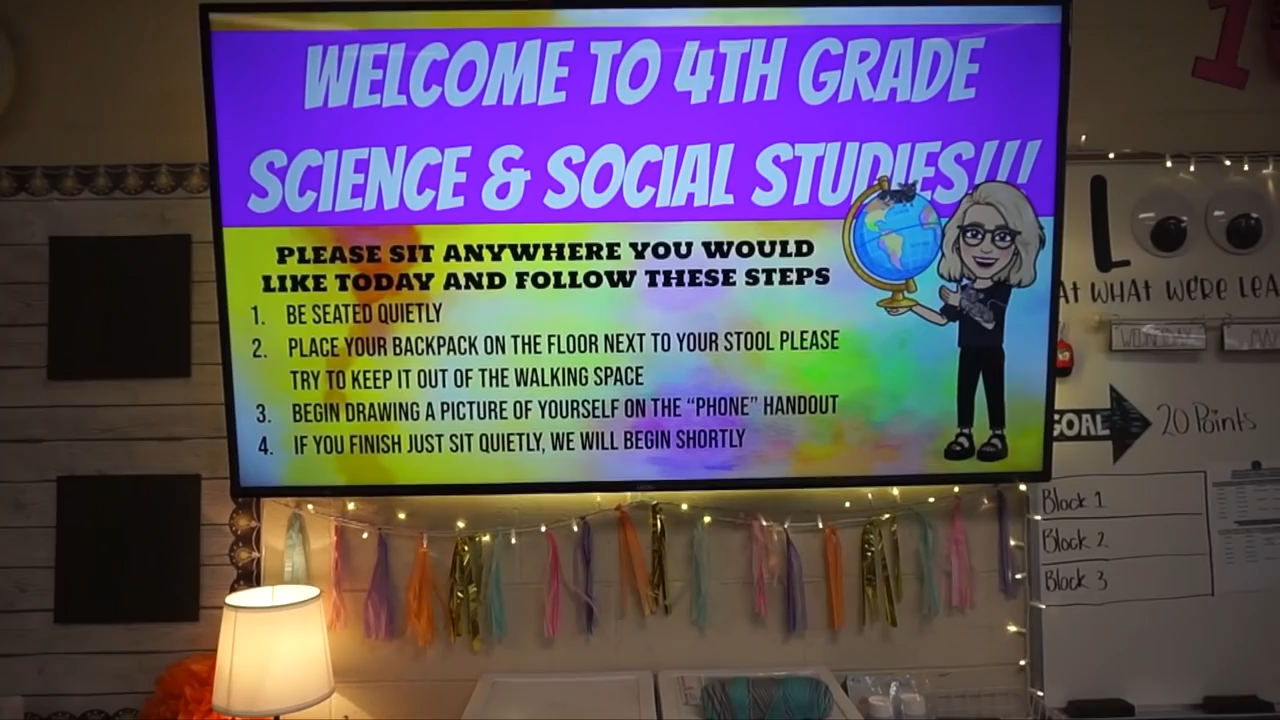 WELCOME TO 4TH GRADE
SCIENCE & SOCIAL STUDIES!!!
PLEASE SIT ANYWHERE YOU WOULD
LIKE TODAY AND FOLLOW THESE STEPS
1. BE SEATED QUIETLY
2. PLACE YOUR BACKPACK ON THE FLOOR NEXT TO YOUR STOOL PLEASE
TRY TO KEEP IT OUT OF THE WALKING SPACE
3. BEGIN DRAWING A PICTURE OF YOURSELF ON THE “PHONE” HANDOUT
4. IF YOU FINISH JUST SIT QUIETLY, WE WILL BEGIN SHORTLY
1
LOO
AT WHAT WE'RE LEA
WEDNESDAY
GOAL
20 Points
Block 1
Block 2
Block 3